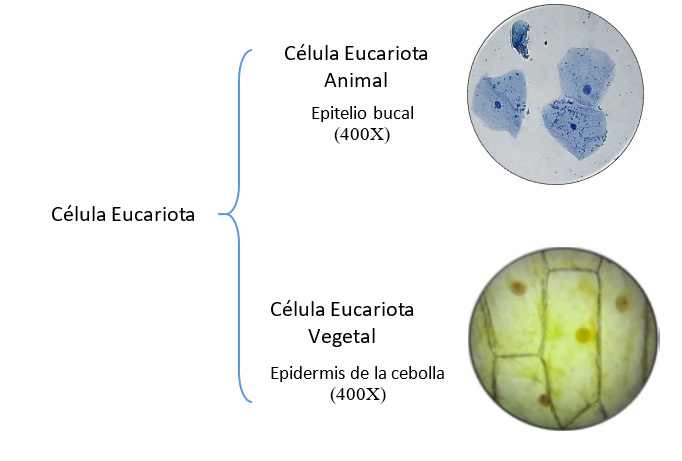 Célula Eucariota
Célula Eucariota
Animal
Epitelio bucal
(400X)
Célula Eucariota
Vegetal
Epidermis de la cebolla
(400X)